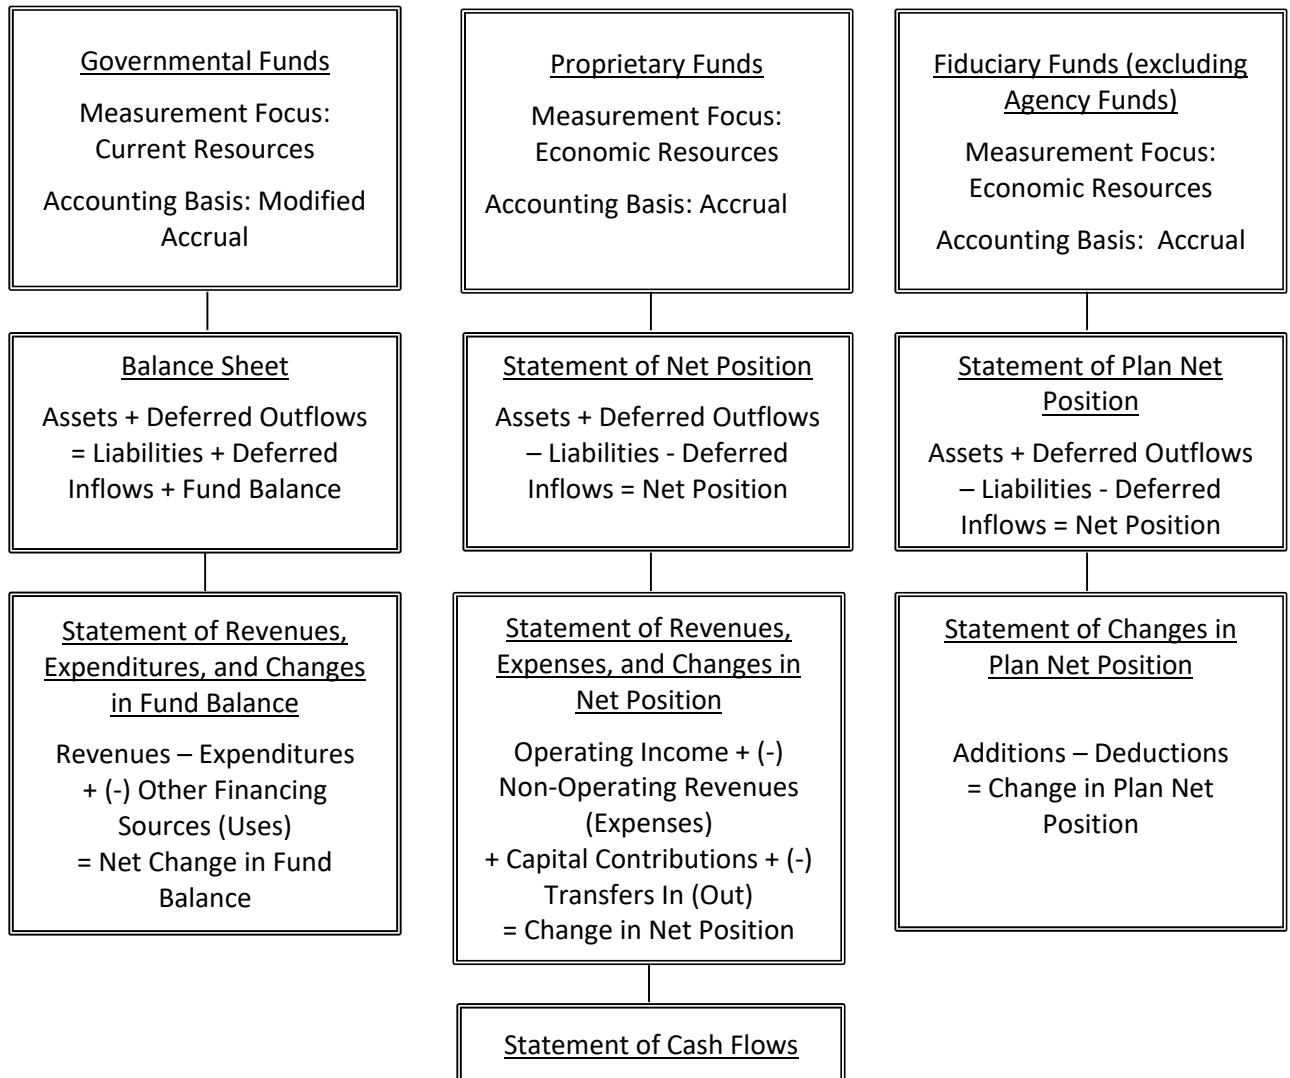 Governmental Funds
Measurement Focus:
Current Resources
Accounting Basis: Modified
Accrual
Proprietary Funds
Measurement Focus:
Economic Resources
Accounting Basis: Accrual
Fiduciary Funds (excluding
Agency Funds)
Measurement Focus:
Economic Resources
Accounting Basis:  Accrual
Balance Sheet
Assets + Deferred Outflows
= Liabilities + Deferred
Inflows + Fund Balance
Statement of Net Position
Assets + Deferred Outflows
– Liabilities - Deferred
Inflows = Net Position
Statement of Plan Net
Position
Assets + Deferred Outflows
– Liabilities - Deferred
Inflows = Net Position
Statement of Revenues,
Expenditures, and Changes
in Fund Balance
Revenues – Expenditures
+ (-) Other Financing
Sources (Uses)
= Net Change in Fund
Balance
Statement of Revenues,
Expenses, and Changes in
Net Position
Operating Income + (-)
Non-Operating Revenues
(Expenses)
+ Capital Contributions + (-)
Transfers In (Out)
= Change in Net Position
Statement of Changes in
Plan Net Position
Additions – Deductions
= Change in Plan Net
Position
Statement of Cash Flows